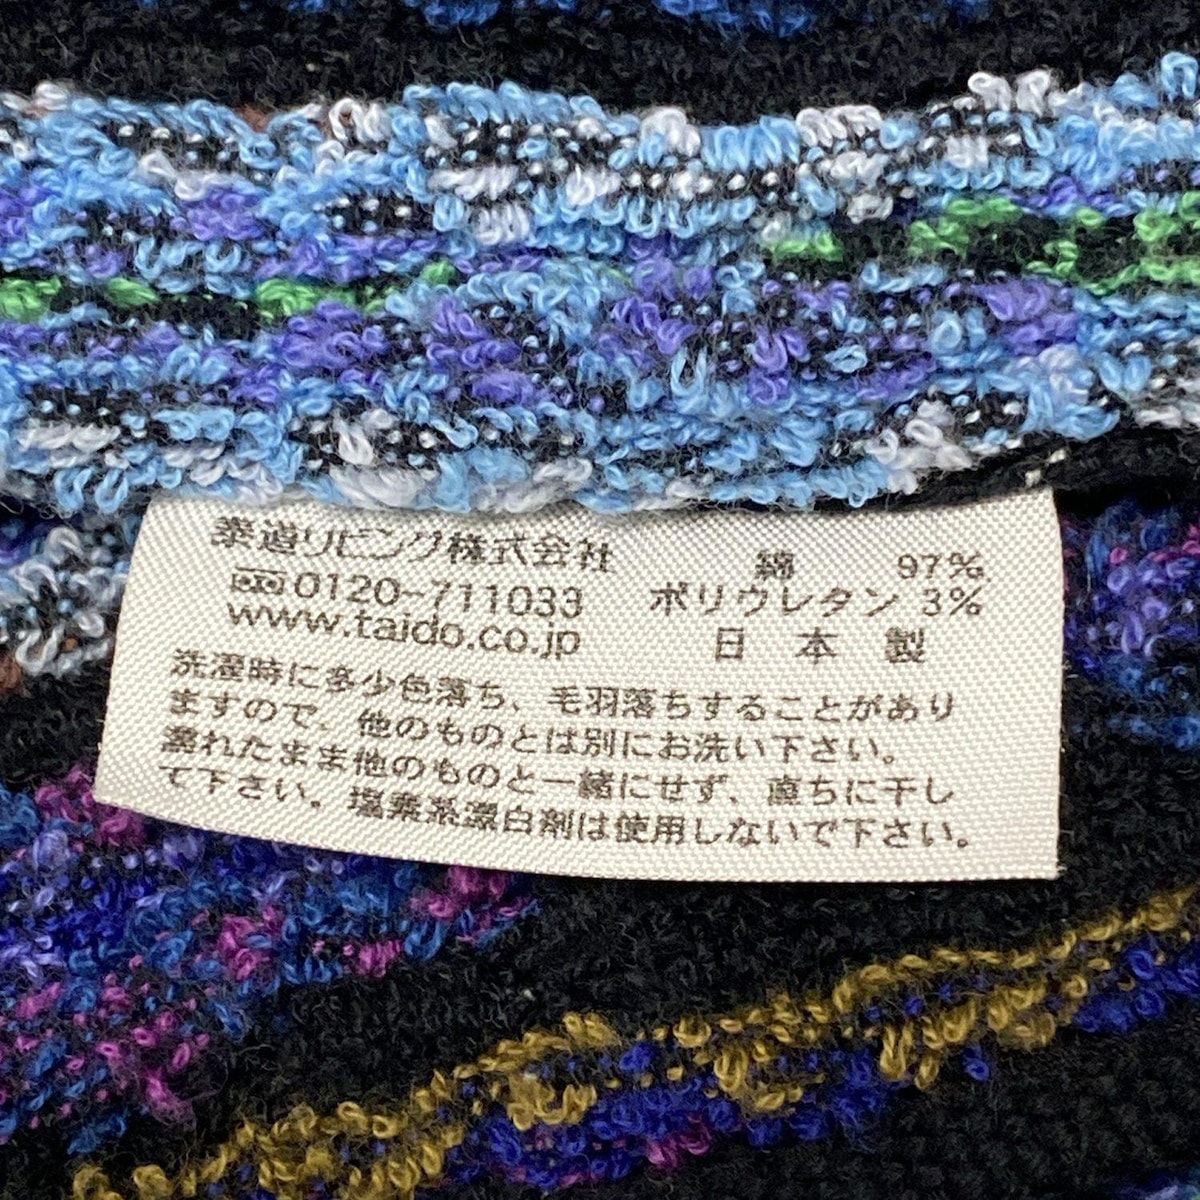 泰道リビング株式会社
0120-711033
www.taido.co.jp
綿 97%
ポリウレタン 3%
日本製
洗濯時に多少色落ち、毛羽落ちすることがあり
ますので、他のものとは別にお洗い下さい。
濡れたまま他のものと一緒にせず、直ちに干し
て下さい。塩素系漂白剤は使用しないで下さい。